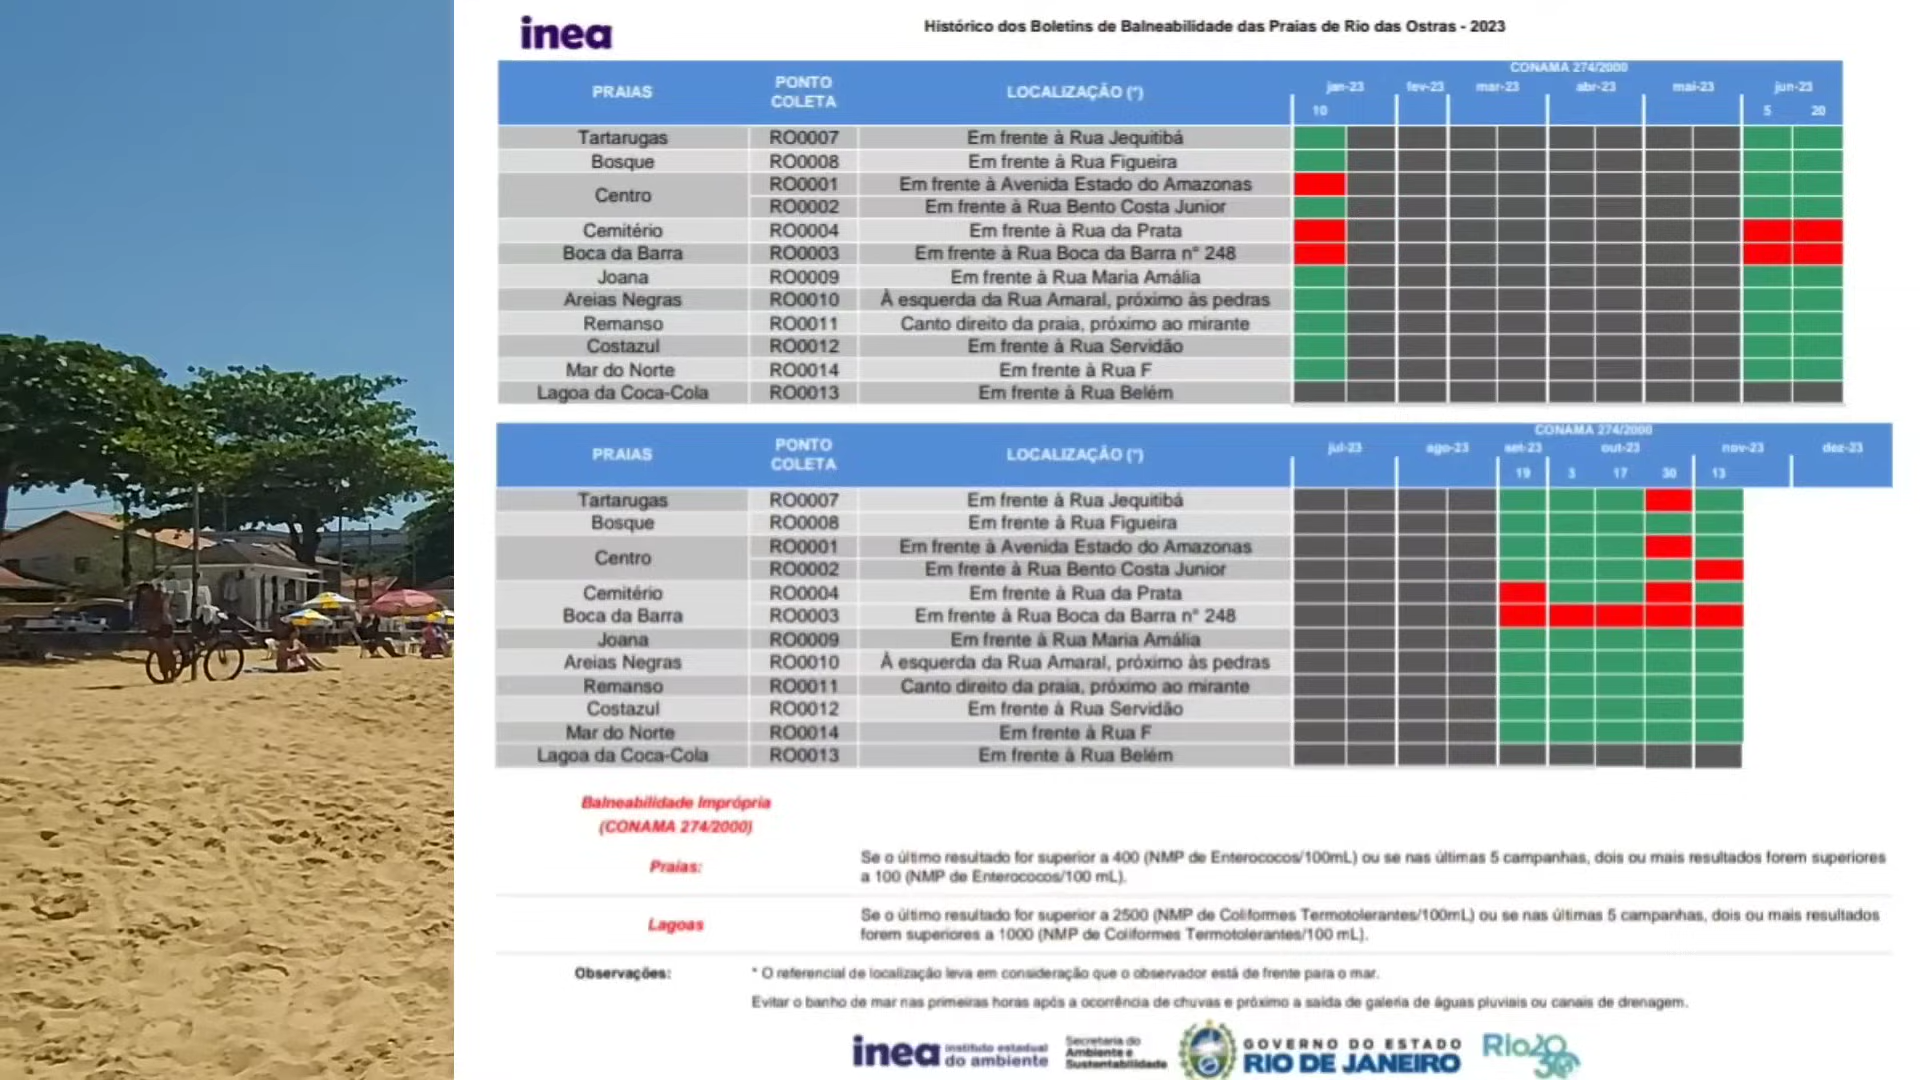 inea
Histórico dos Boletins de Balneabilidade das Praias de Rio das Ostras - 2023
PRAIAS PONTO COLETA LOCALIZAÇÃO (*) CONAMA 274/2000
jan-23 fev-23 mar-23 abr-23 mai-23 jun-23
10 5 20
Tartarugas RO0007 Em frente à Rua Jequitibá
Bosque RO0008 Em frente à Rua Figueira
Centro RO0001 Em frente à Avenida Estado do Amazonas
RO0002 Em frente à Rua Bento Costa Junior
Cemitério RO0004 Em frente à Rua da Prata
Boca da Barra RO0003 Em frente à Rua Boca da Barra n° 248
Joana RO0009 Em frente à Rua Maria Amália
Areias Negras RO0010 À esquerda da Rua Amaral, próximo às pedras
Remanso RO0011 Canto direito da praia, próximo ao mirante
Costazul RO0012 Em frente à Rua Servidão
Mar do Norte RO0014 Em frente à Rua F
Lagoa da Coca-Cola RO0013 Em frente à Rua Belém
PRAIAS PONTO COLETA LOCALIZAÇÃO (*) CONAMA 274/2000
jul-23 ago-23 set-23 out-23 nov-23 dez-23
19 3 17 30 13
Tartarugas RO0007 Em frente à Rua Jequitibá
Bosque RO0008 Em frente à Rua Figueira
Centro RO0001 Em frente à Avenida Estado do Amazonas
RO0002 Em frente à Rua Bento Costa Junior
Cemitério RO0004 Em frente à Rua da Prata
Boca da Barra RO0003 Em frente à Rua Boca da Barra n° 248
Joana RO0009 Em frente à Rua Maria Amália
Areias Negras RO0010 À esquerda da Rua Amaral, próximo às pedras
Remanso RO0011 Canto direito da praia, próximo ao mirante
Costazul RO0012 Em frente à Rua Servidão
Mar do Norte RO0014 Em frente à Rua F
Lagoa da Coca-Cola RO0013 Em frente à Rua Belém
Balneabilidade Imprópria
(CONAMA 274/2000)
Praias: Se o último resultado for superior a 400 (NMP de Enterococos/100mL) ou se nas últimas 5 campanhas, dois ou mais resultados forem superiores
a 100 (NMP de Enterococos/100 mL).
Lagoas Se o último resultado for superior a 2500 (NMP de Coliformes Termotolerantes/100mL) ou se nas últimas 5 campanhas, dois ou mais resultados
forem superiores a 1000 (NMP de Coliformes Termotolerantes/100 mL).
Observações: * O referencial de localização leva em consideração que o observador está de frente para o mar.
Evitar o banho de mar nas primeiras horas após a ocorrência de chuvas e próximo a saída de galeria de águas pluviais ou canais de drenagem.
inea instituto estadual do ambiente
Secretaria do Ambiente e Sustentabilidade
GOVERNO DO ESTADO
RIO DE JANEIRO
Rio2030